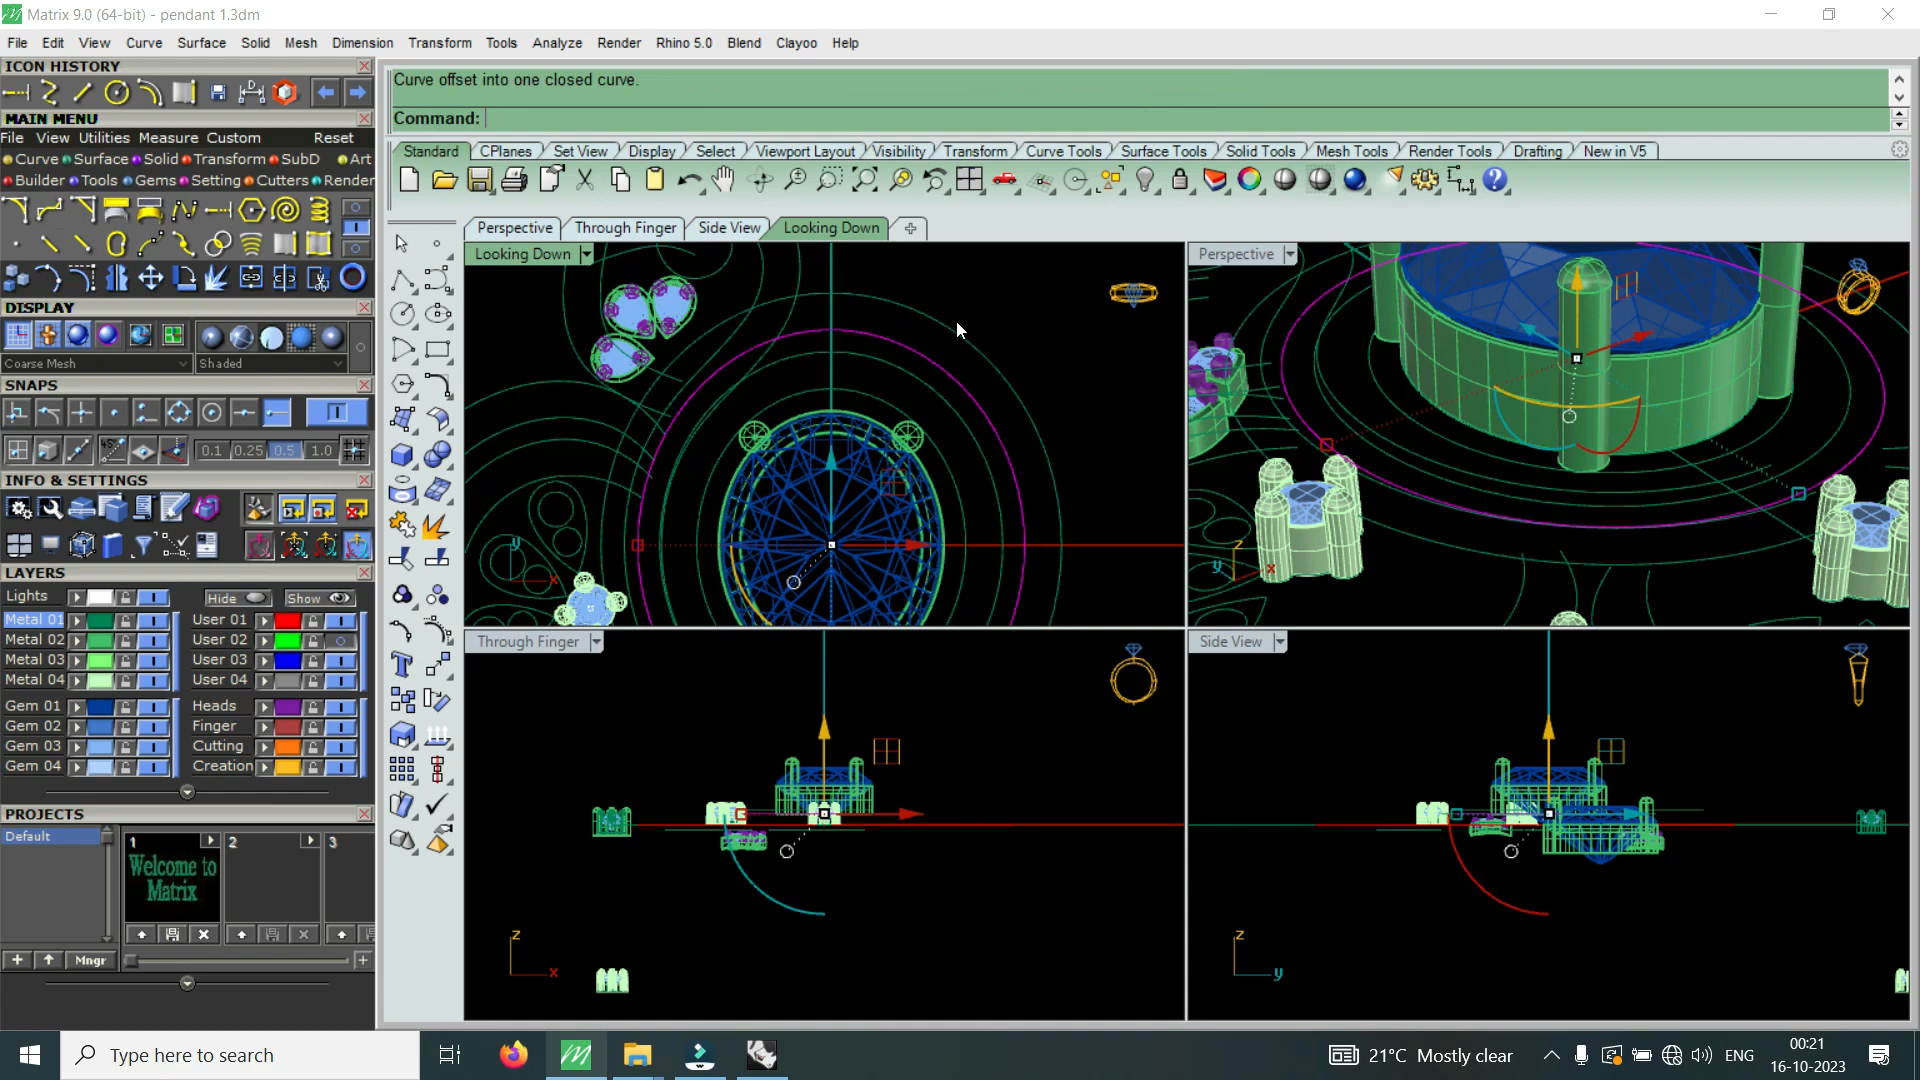 Matrix 9.0 (64-bit) - pendant 1.3dm
File Edit View Curve Surface Solid Mesh Dimension Transform Tools Analyze Render Rhino 5.0 Blend Clayoo Help
ICON HISTORY
Curve offset into one closed curve.
Command:
MAIN MENU
File View Utilities Measure Custom Reset
Curve Surface Solid Transform SubD Art
Builder Tools Gems Setting Cutters Render
Standard CPlanes Set View Display Select Viewport Layout Visibility Transform Curve Tools Surface Tools Solid Tools Mesh Tools Render Tools Drafting New in V5
Perspective Through Finger Side View Looking Down
Looking Down
Perspective
DISPLAY
Coarse Mesh Shaded
SNAPS
0.1 0.25 0.5 1.0
INFO & SETTINGS
LAYERS
Lights Hide Show
Metal 01 User 01
Metal 02 User 02
Metal 03 User 03
Metal 04 User 04
Gem 01 Heads
Gem 02 Finger
Gem 03 Cutting
Gem 04 Creation
y x
z y x
Through Finger
Side View
z x
z y
PROJECTS
Default
1 2 3
Welcome to
Matrix
Mngr
Type here to search
21°C Mostly clear
ENG
00:21
16-10-2023